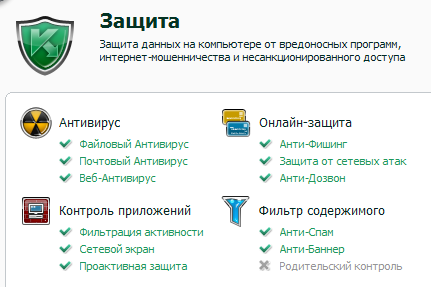 Защита
Защита данных на компьютере от вредоносных программ,
интернет-мошенничества и несанкционированного доступа
Антивирус
Файловый Антивирус
Почтовый Антивирус
Веб-Антивирус
Онлайн-защита
Анти-Фишинг
Защита от сетевых атак
Анти-Дозвон
Контроль приложений
Фильтрация активности
Сетевой экран
Проактивная защита
Фильтр содержимого
Анти-Спам
Анти-Баннер
Родительский контроль